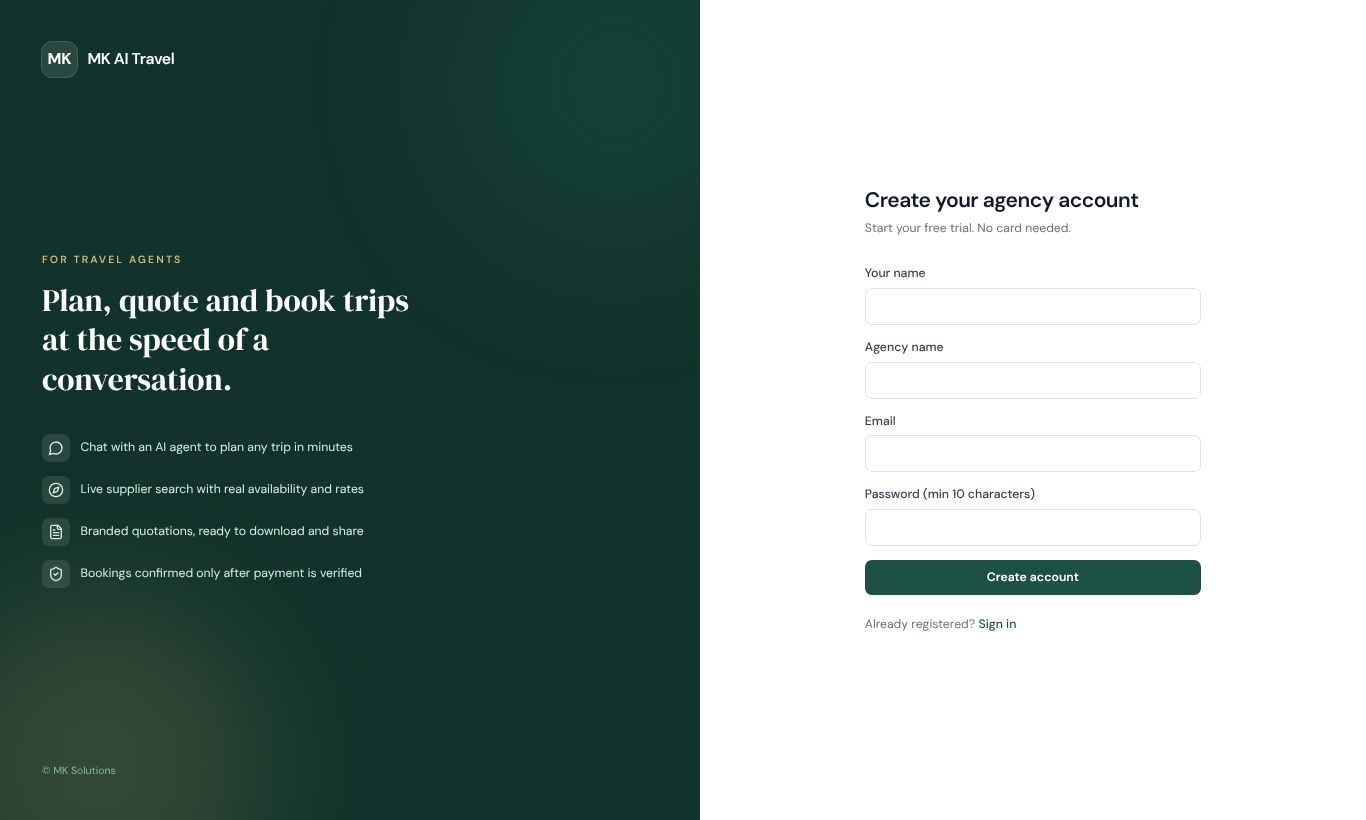 MK
MK AI Travel
FOR TRAVEL AGENTS
Plan, quote and book trips
at the speed of a
conversation.
Chat with an AI agent to plan any trip in minutes
Live supplier search with real availability and rates
Branded quotations, ready to download and share
Bookings confirmed only after payment is verified
© MK Solutions
Create your agency account
Start your free trial. No card needed.
Your name
Agency name
Email
Password (min 10 characters)
Create account
Already registered? Sign in